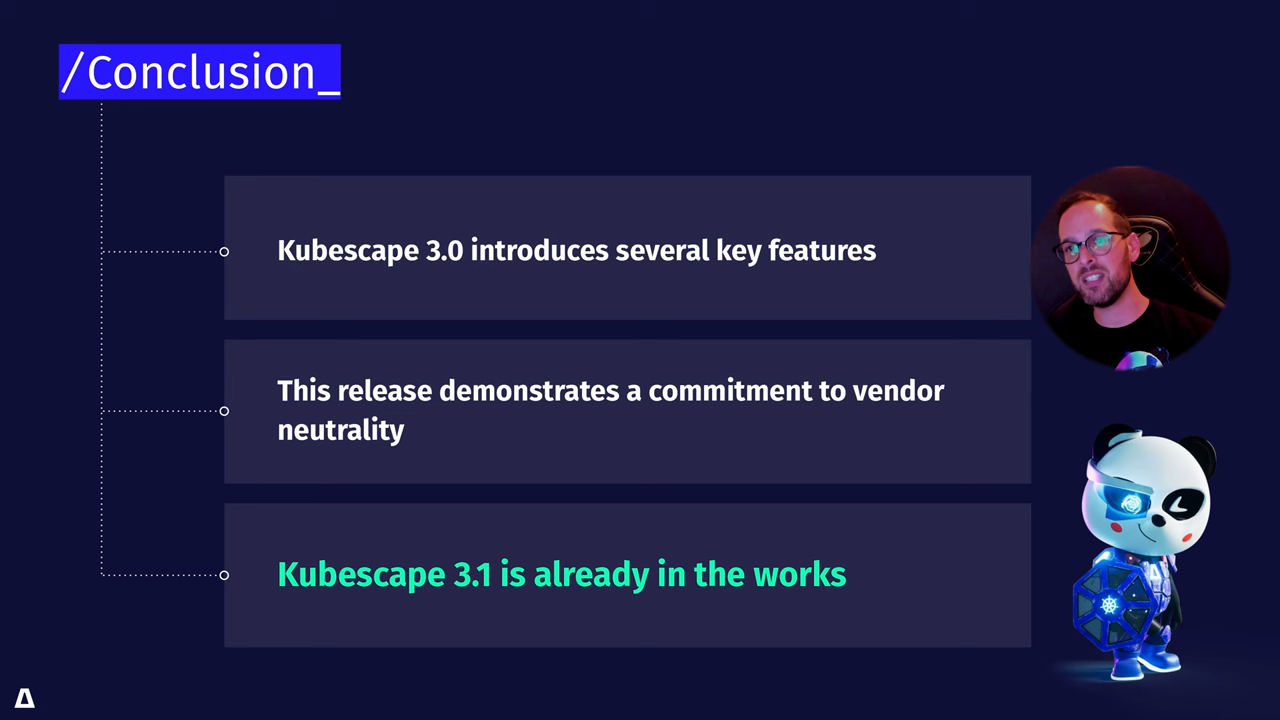 /Conclusion_
Kubescape 3.0 introduces several key features
This release demonstrates a commitment to vendor
neutrality
Kubescape 3.1 is already in the works